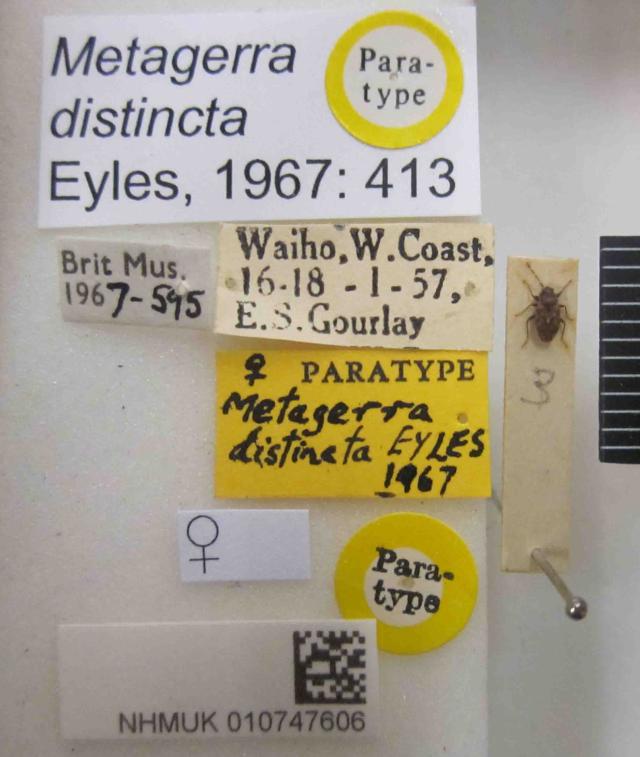 Metagerra
distincta
Eyles, 1967: 413
Para-
type
Brit Mus.
1967-595
Waiho, W. Coast,
16-18 - 1 - 57,
E. S. Gourlay
♀ PARATYPE
Metagerra
distincta EYLES
1967
♀
Para-
type
NHMUK 010747606